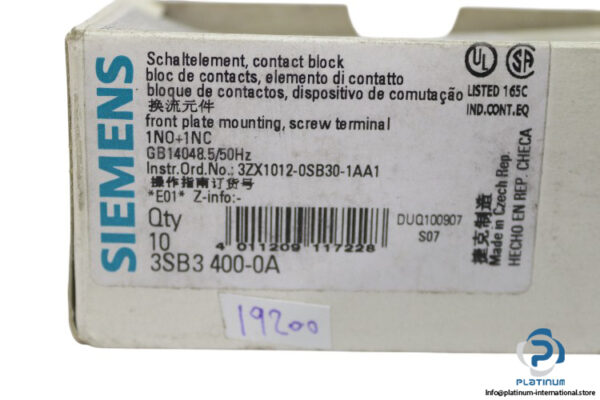 SIEMENS
Schaltelement, contact block
bloc de contacts, elemento di contatto
bloque de contactos, dispositivo de comutação
换流元件
front plate mounting, screw terminal
1NO+1NC
GB14048.5/50Hz
Instr.Ord.No.: 3ZX1012-0SB30-1AA1
操作指南订货号
*E01* Z-info:-
Qty
10
4 011209 117228
3SB3 400-0A
DUQ100907
S07
UL
SA
LISTED 165C
IND.CONT.EQ
捷克制造
Made in Czech Rep.
HECHO EN REP. CHECA
19200
PLATINUM
Info@platinum-international.store